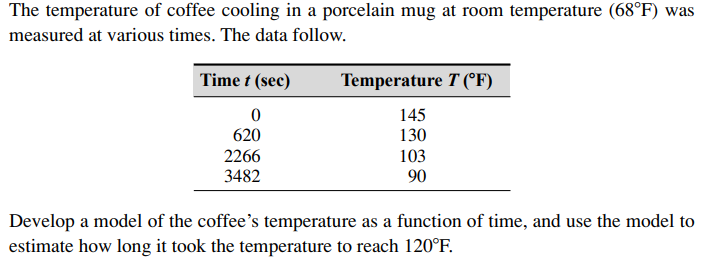 The temperature of coffee cooling in a porcelain mug at room temperature (68°F) was
measured at various times. The data follow.
Time t (sec) Temperature T (°F)
0 145
620 130
2266 103
3482 90
Develop a model of the coffee’s temperature as a function of time, and use the model to
estimate how long it took the temperature to reach 120°F.